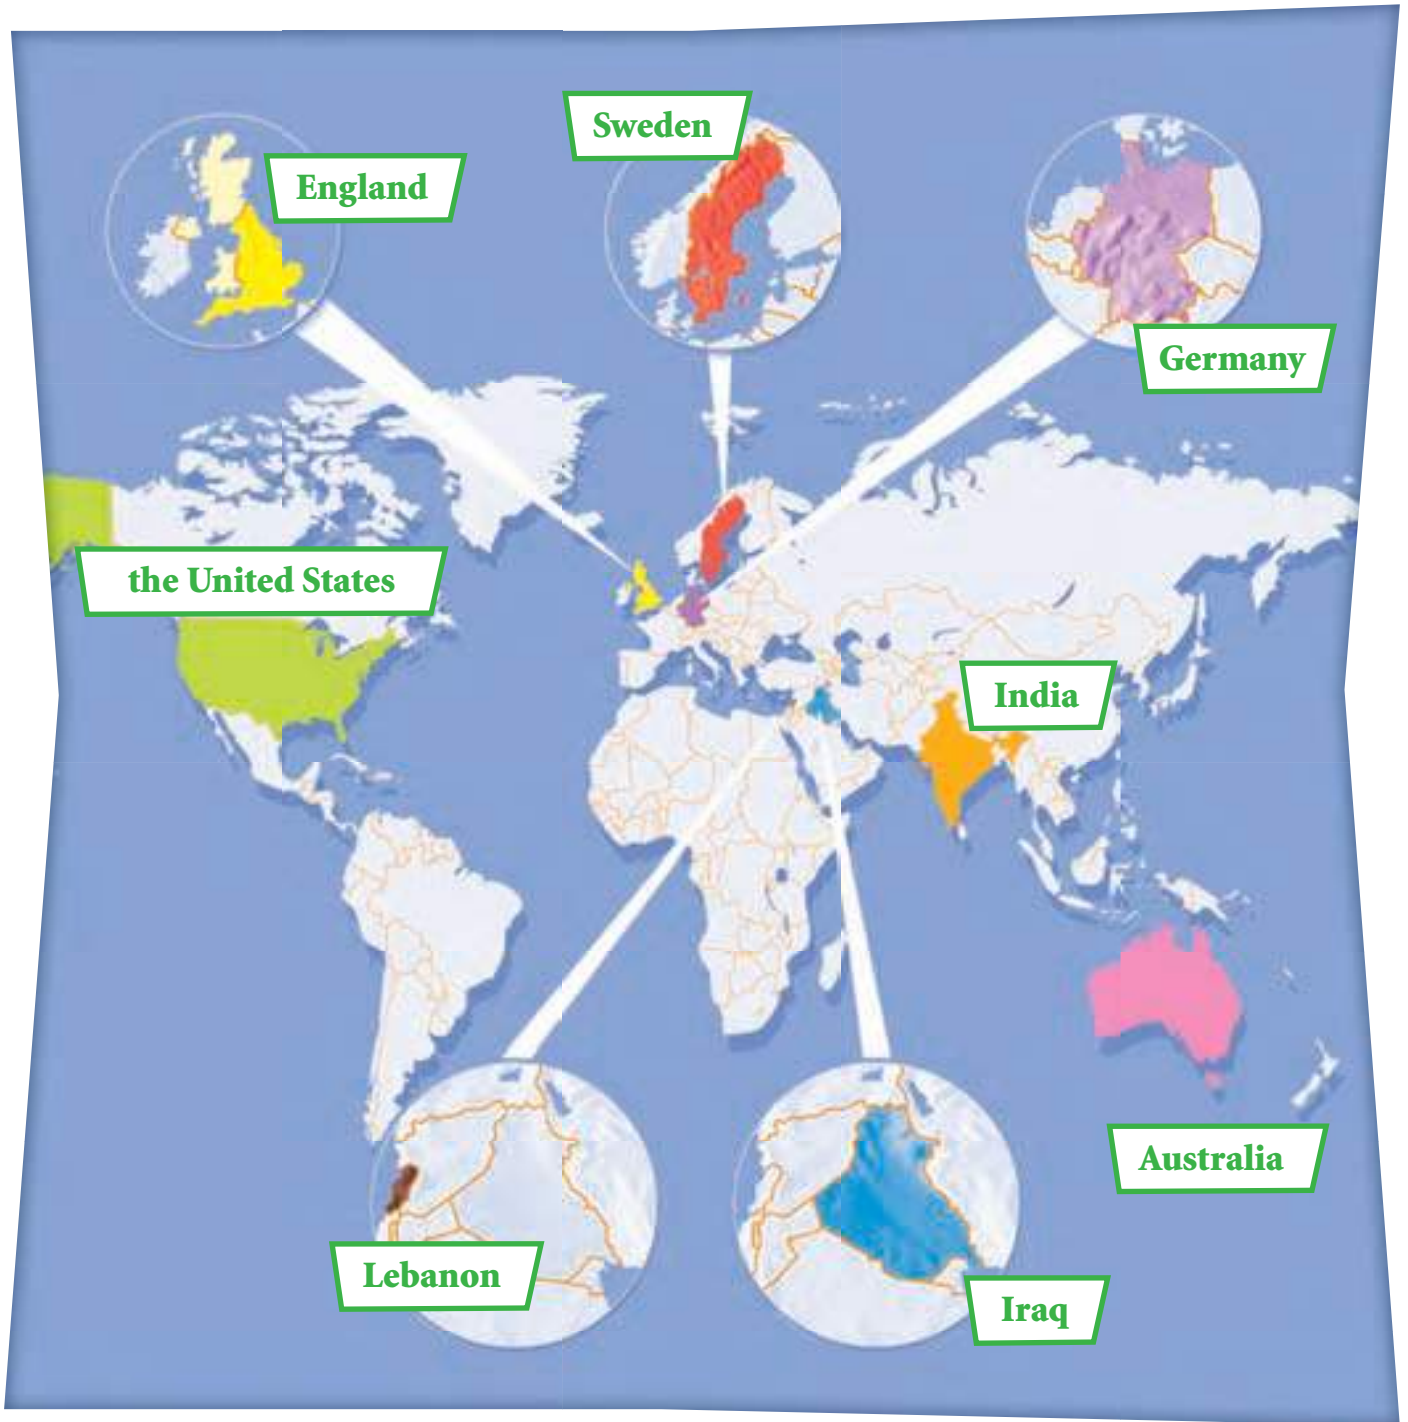 Sweden
England
Germany
the United States
India
Australia
Lebanon
Iraq